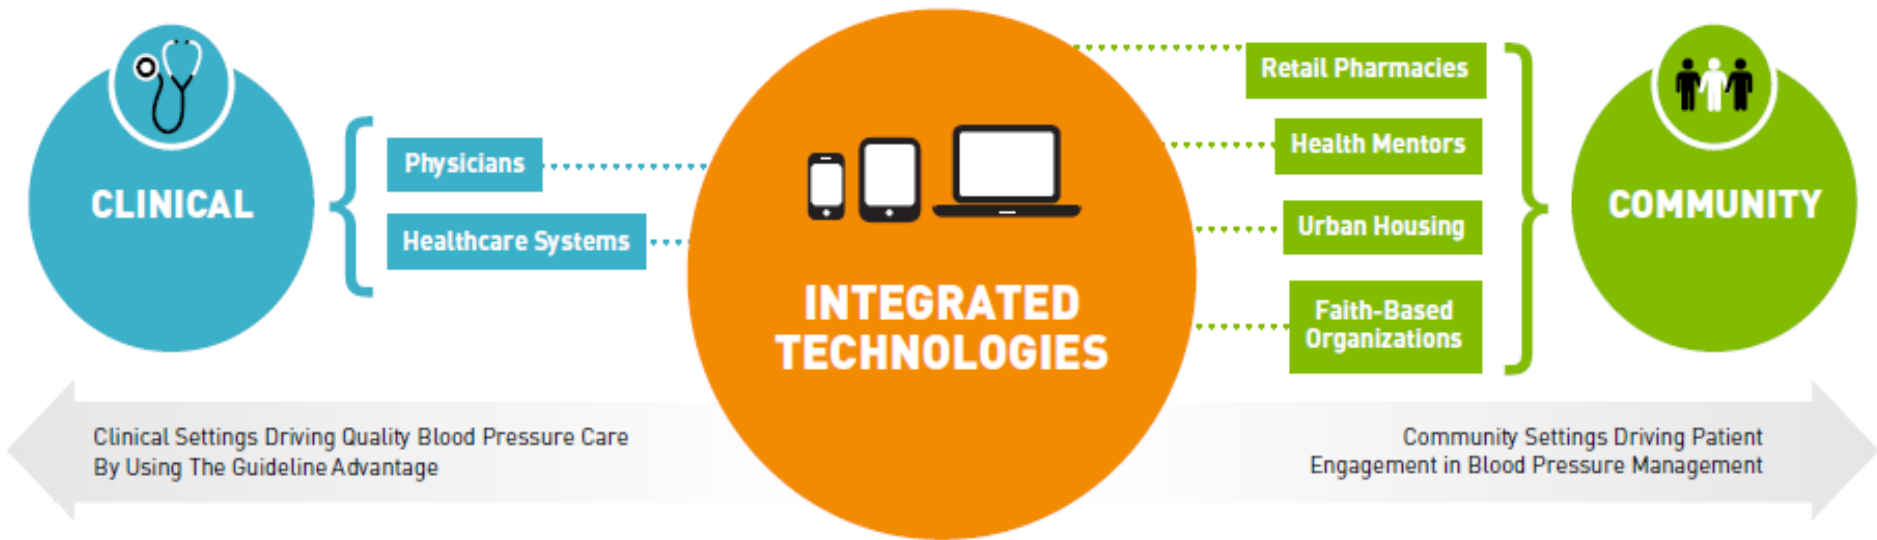 CLINICAL
Physicians
Healthcare Systems
INTEGRATED
TECHNOLOGIES
Retail Pharmacies
Health Mentors
Urban Housing
Faith-Based
Organizations
COMMUNITY
Clinical Settings Driving Quality Blood Pressure Care
By Using The Guideline Advantage
Community Settings Driving Patient
Engagement in Blood Pressure Management